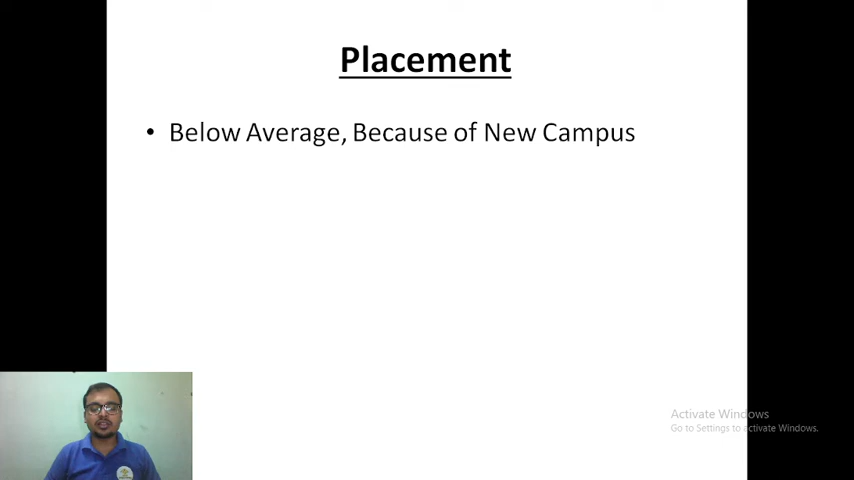 Placement
• Below Average, Because of New Campus
Activate Windows
Go to Settings to activate Windows.